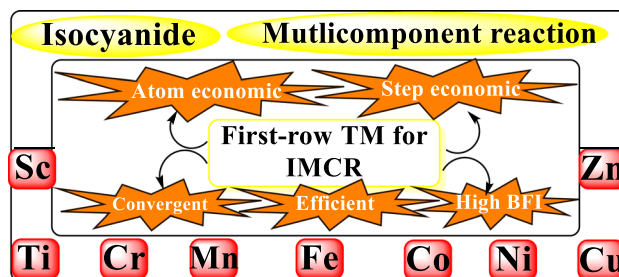 Isocyanide
Mutlicomponent reaction
Atom economic
Step economic
First-row TM for
IMCR
Sc
Zn
Convergent
Efficient
High BFI
Ti
Cr
Mn
Fe
Co
Ni
Cu